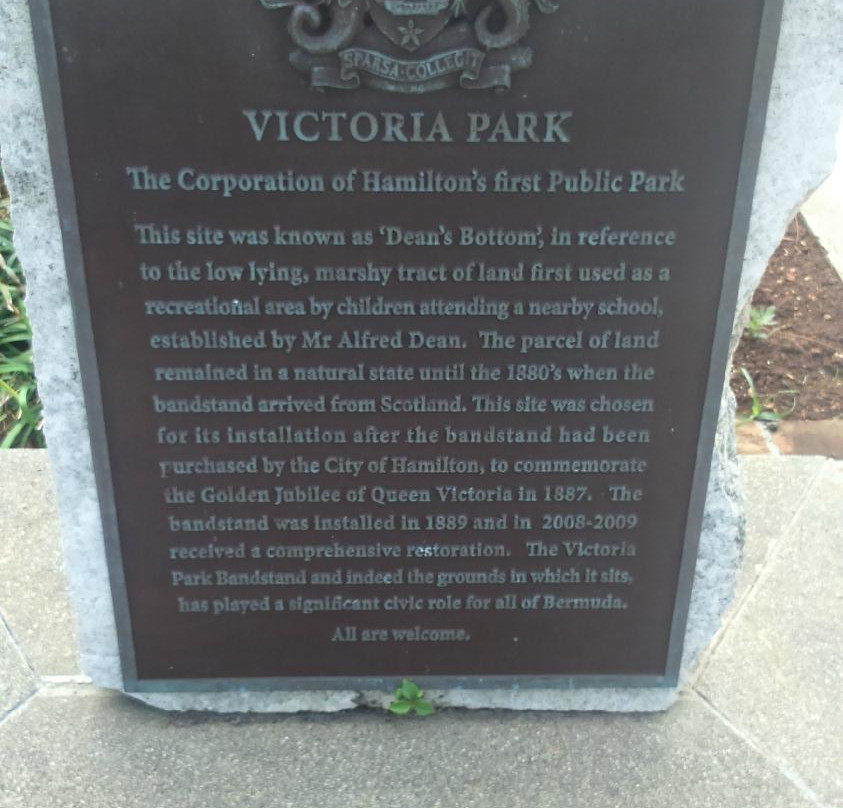 SPARSA·COLLEGIT
VICTORIA PARK
The Corporation of Hamilton's first Public Park
This site was known as 'Dean's Bottom', in reference
to the low lying, marshy tract of land first used as a
recreational area by children attending a nearby school,
established by Mr Alfred Dean. The parcel of land
remained in a natural state until the 1880's when the
bandstand arrived from Scotland. This site was chosen
for its installation after the bandstand had been
purchased by the City of Hamilton, to commemorate
the Golden Jubilee of Queen Victoria in 1887. The
bandstand was installed in 1889 and in 2008-2009
received a comprehensive restoration. The Victoria
Park Bandstand and indeed the grounds in which it sits,
has played a significant civic role for all of Bermuda.
All are welcome.